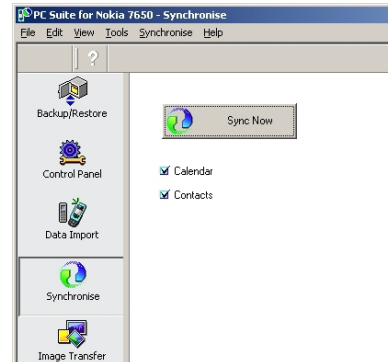 PC Suite for Nokia 7650 - Synchronise
File Edit View Tools Synchronise Help
?
Backup/Restore
Control Panel
Data Import
Synchronise
Image Transfer
Sync Now
Calendar
Contacts